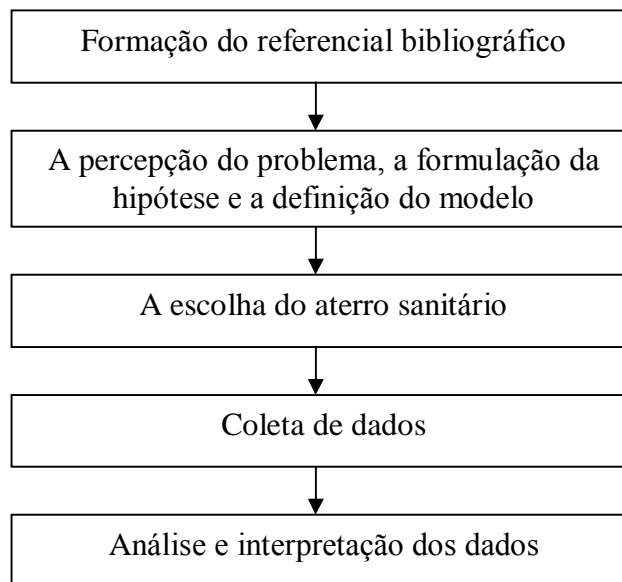 Formação do referencial bibliográfico
A percepção do problema, a formulação da
hipótese e a definição do modelo
A escolha do aterro sanitário
Coleta de dados
Análise e interpretação dos dados